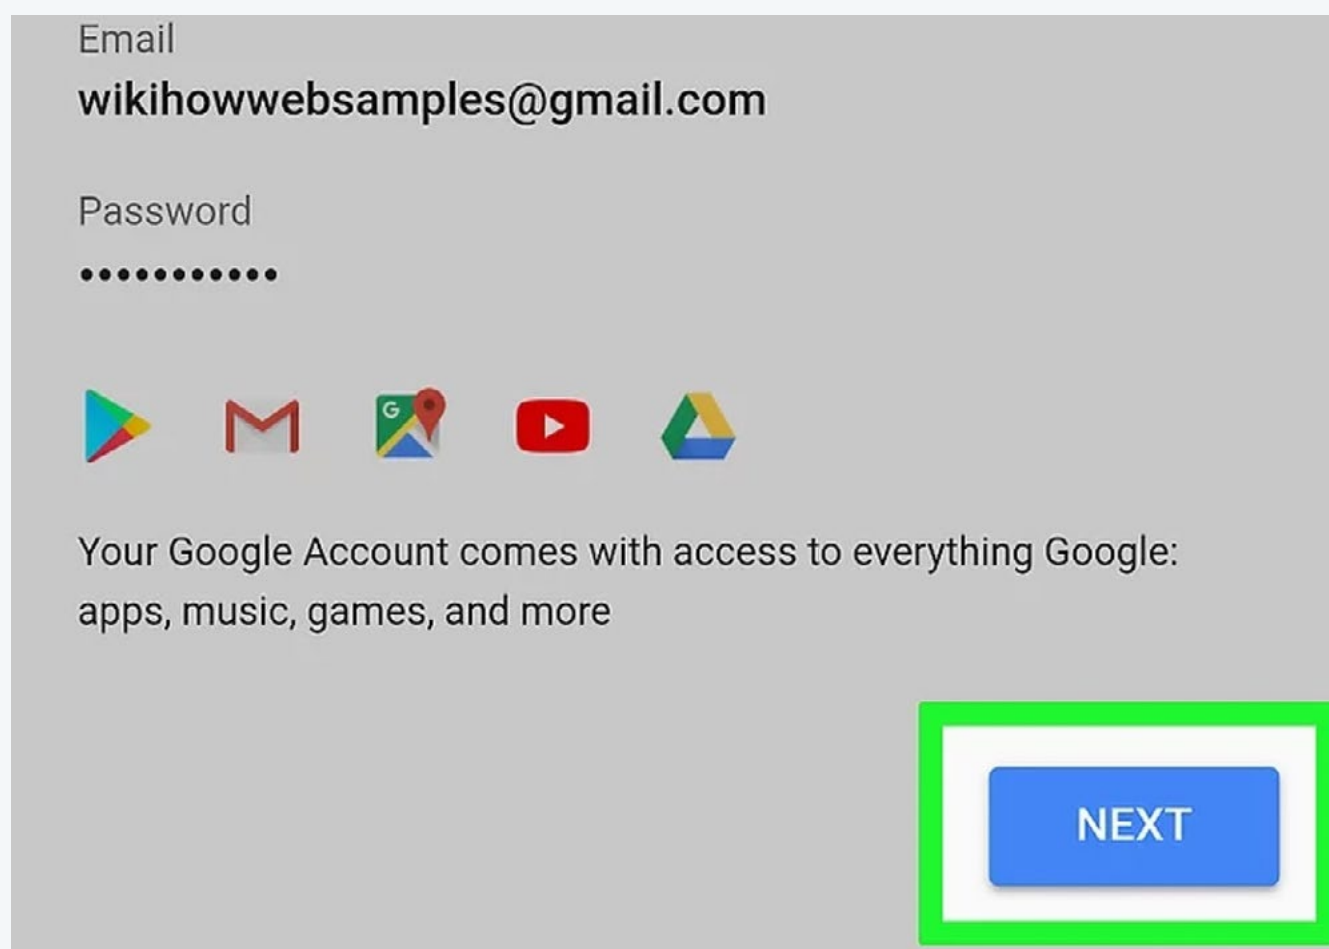 Email
wikihowwebsamples@gmail.com
Password
•••••••••••
G
Your Google Account comes with access to everything Google:
apps, music, games, and more
NEXT